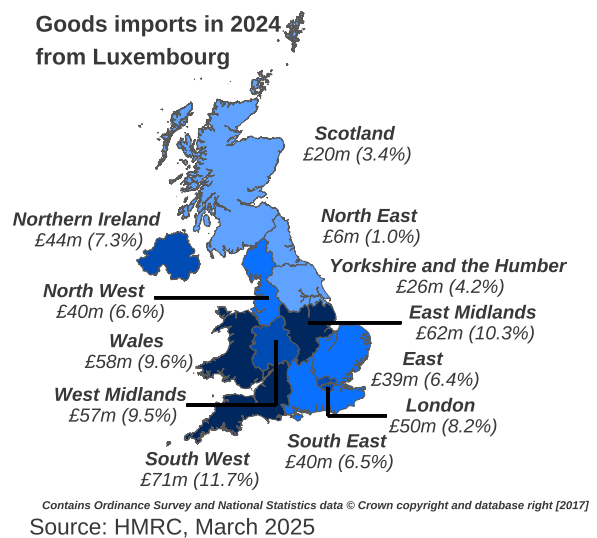 Goods imports in 2024
from Luxembourg
Scotland
£20m (3.4%)
Northern Ireland
£44m (7.3%)
North East
£6m (1.0%)
Yorkshire and the Humber
£26m (4.2%)
North West
£40m (6.6%)
East Midlands
£62m (10.3%)
Wales
£58m (9.6%)
East
£39m (6.4%)
West Midlands
£57m (9.5%)
London
£50m (8.2%)
South East
£40m (6.5%)
South West
£71m (11.7%)
Contains Ordinance Survey and National Statistics data © Crown copyright and database right [2017]
Source: HMRC, March 2025